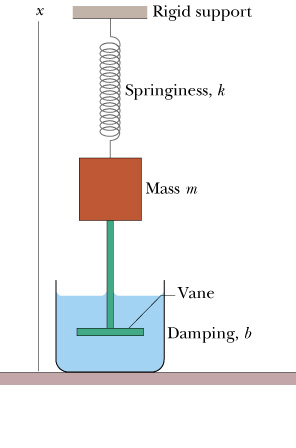 x
Rigid support
Springiness, k
Mass m
Vane
Damping, b